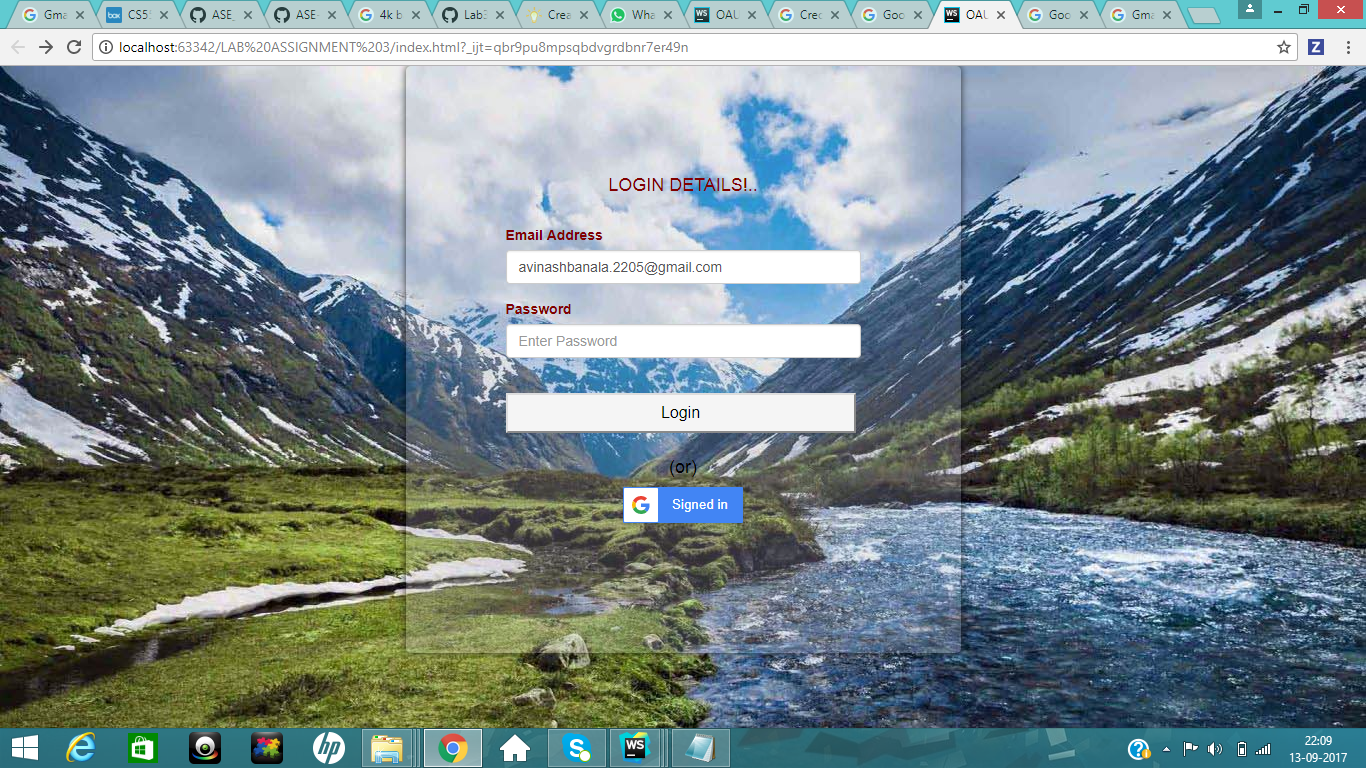 Gma
CS5
ASE_
ASE-
4k b
Lab
Crea
Wha
OAU
Cred
Goo
OAU
Goo
Gma
localhost:63342/LAB%20ASSIGNMENT%203/index.html?_ijt=qbr9pu8mpsqbdvgrdbnr7er49n
Z
LOGIN DETAILS!..
Email Address
avinashbanala.2205@gmail.com
Password
Enter Password
Login
(or)
Signed in
22:09
13-09-2017